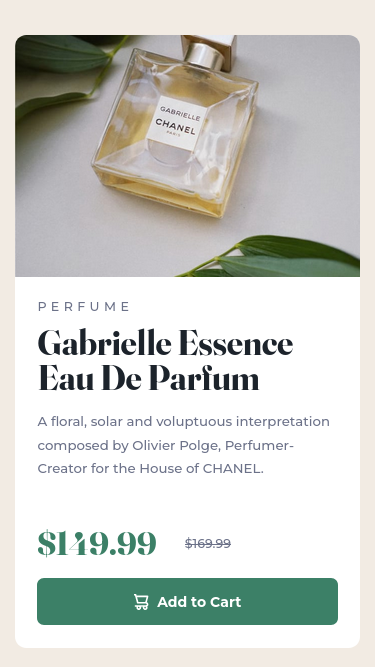 GABRIELLE
CHANEL
PARIS
PERFUME
Gabrielle Essence
Eau De Parfum
A floral, solar and voluptuous interpretation
composed by Olivier Polge, Perfumer-
Creator for the House of CHANEL.
$149.99 $169.99
Add to Cart